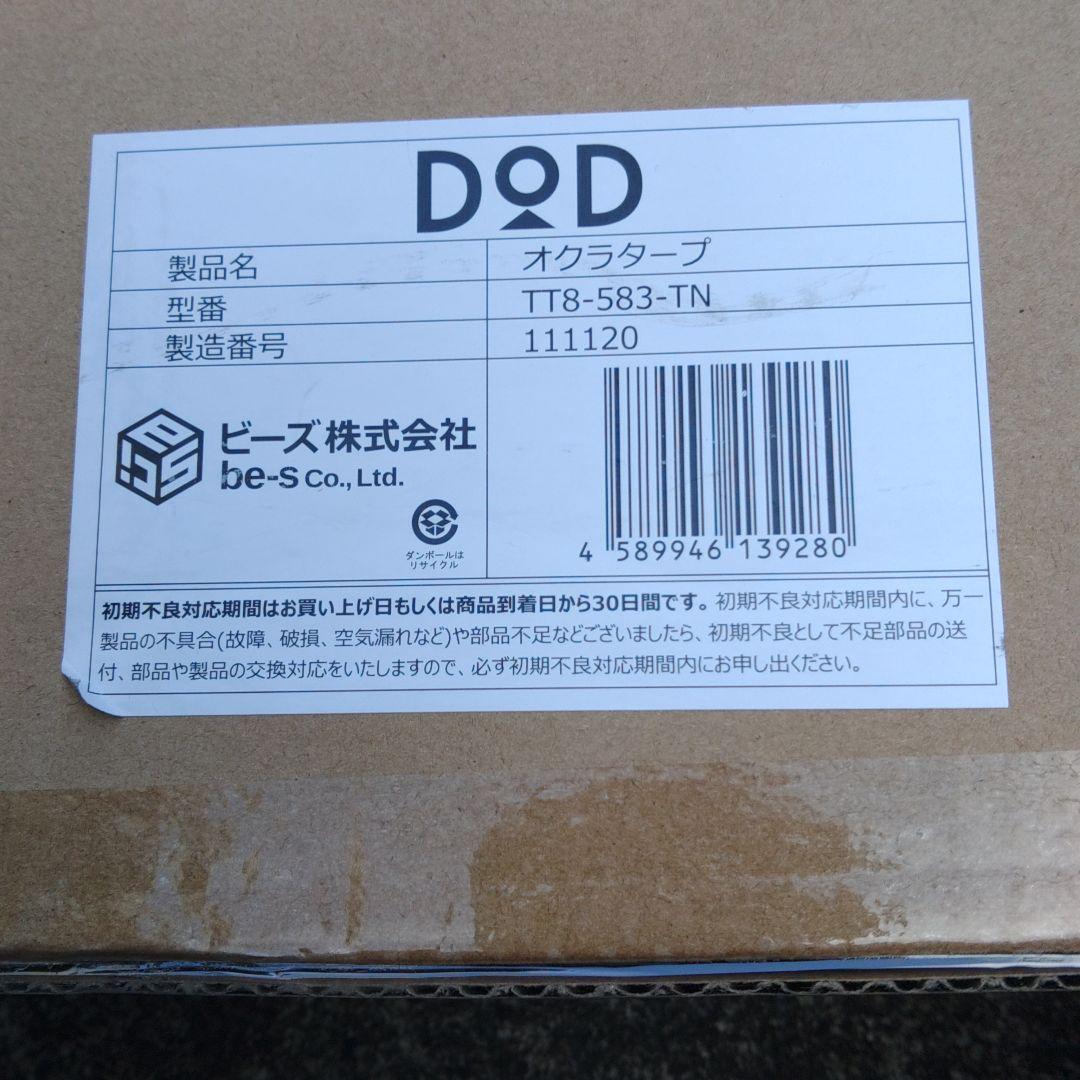 DOD
製品名 オクラタープ
型番 TT8-583-TN
製造番号 111120
ビーズ株式会社
be-s Co., Ltd.
ダンボールは
リサイクル
4 589946 139280
初期不良対応期間はお買い上げ日もしくは商品到着日から30日間です。初期不良対応期間内に、万一
製品の不具合(故障、破損、空気漏れなど)や部品不足などございましたら、初期不良として不足部品の送
付、部品や製品の交換対応をいたしますので、必ず初期不良対応期間内にお申し出ください。